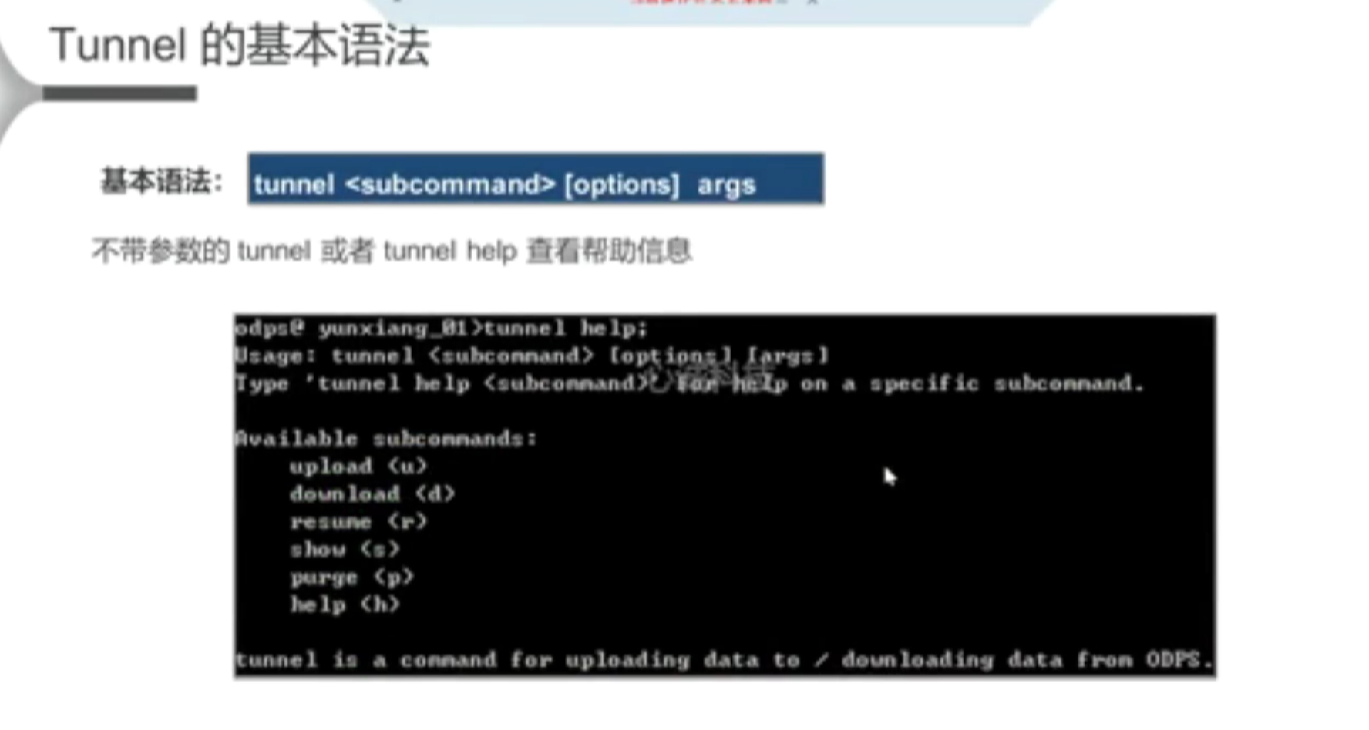 Tunnel 的基本语法
基本语法:
tunnel <subcommand> [options] args
不带参数的 tunnel 或者 tunnel help 查看帮助信息
odps@ yunxiang_01>tunnel help;
Usage: tunnel <subcommand> [options] [args]
Type 'tunnel help <subcommand>' for help on a specific subcommand.
Available subcommands:
upload <u>
download <d>
resume <r>
show <s>
purge <p>
help <h>
tunnel is a command for uploading data to / downloading data from ODPS.